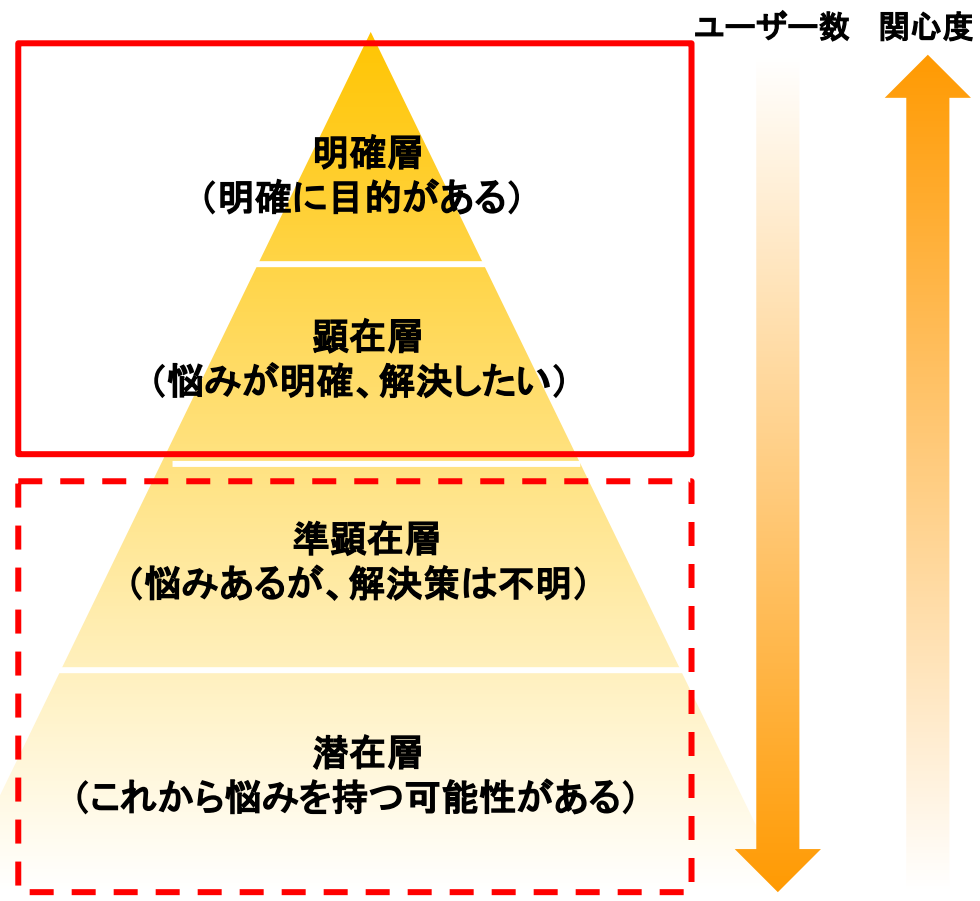 ユーザー数 関心度
明確層
（明確に目的がある）
顕在層
（悩みが明確、解決したい）
準顕在層
（悩みあるが、解決策は不明）
潜在層
（これから悩みを持つ可能性がある）